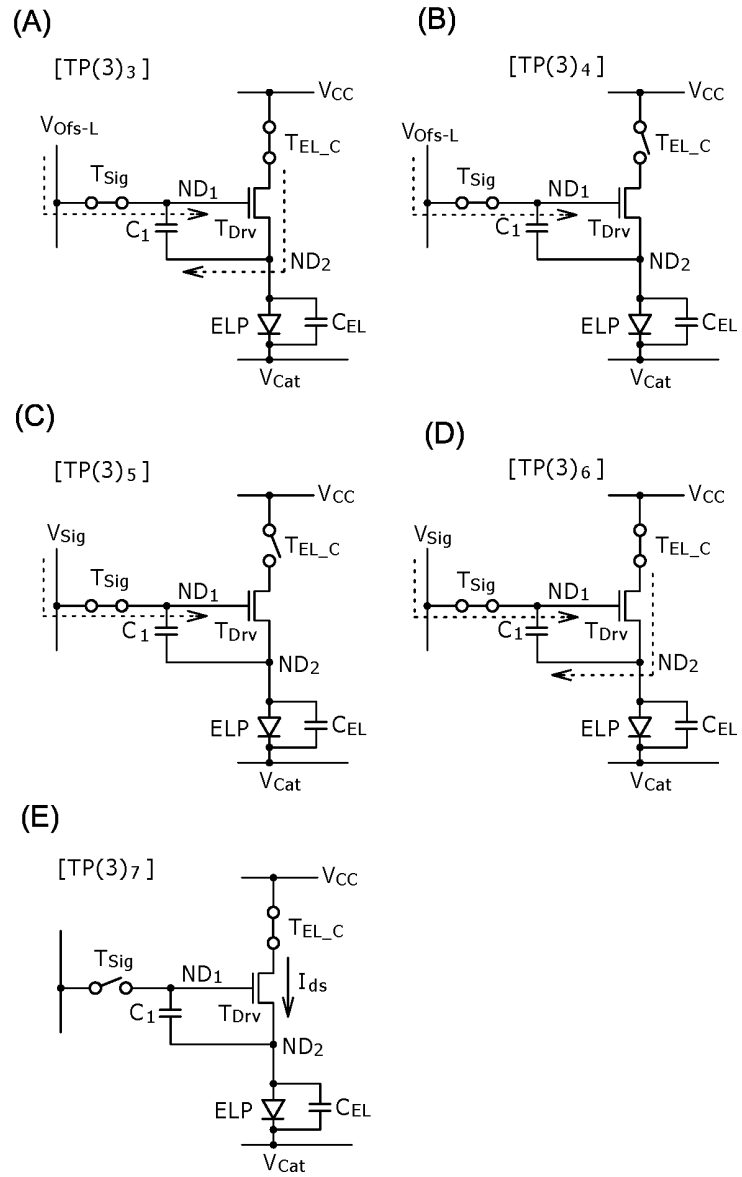 (A)
[TP(3)3]
VCC
VOfs-L
TEL_C
TSig
ND1
C1
TDrv
ND2
ELP
CEL
VCat
(B)
[TP(3)4]
VCC
VOfs-L
TEL_C
TSig
ND1
C1
TDrv
ND2
ELP
CEL
VCat
(C)
[TP(3)5]
VCC
VSig
TEL_C
TSig
ND1
C1
TDrv
ND2
ELP
CEL
VCat
(D)
[TP(3)6]
VCC
VSig
TEL_C
TSig
ND1
C1
TDrv
ND2
ELP
CEL
VCat
(E)
[TP(3)7]
VCC
TEL_C
TSig
ND1
Ids
C1
TDrv
ND2
ELP
CEL
VCat